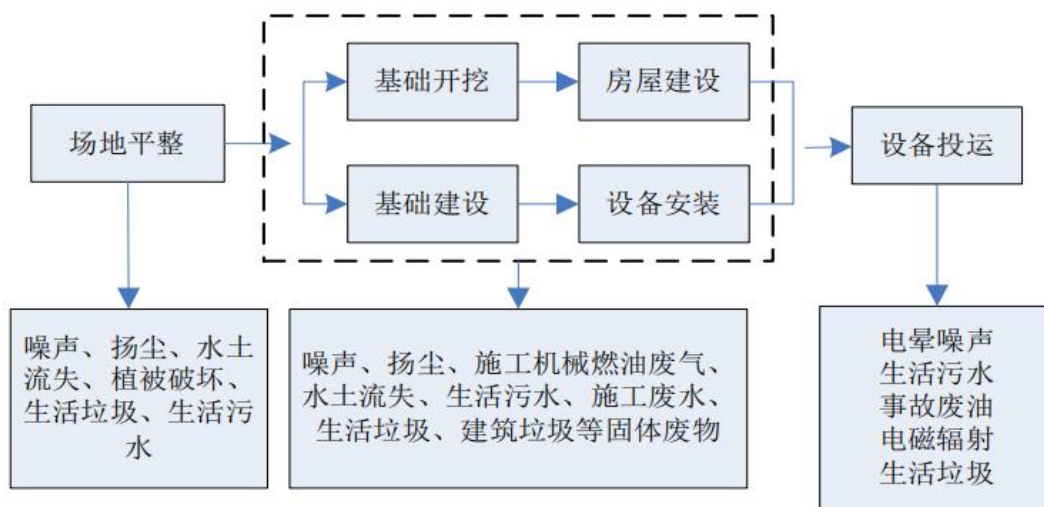 基础开挖
房屋建设
场地平整
设备投运
基础建设
设备安装
噪声、扬尘、水土
流失、植被破坏、
生活垃圾、生活污
水
噪声、扬尘、施工机械燃油废气、
水土流失、生活污水、施工废水、
生活垃圾、建筑垃圾等固体废物
电晕噪声
生活污水
事故废油
电磁辐射
生活垃圾